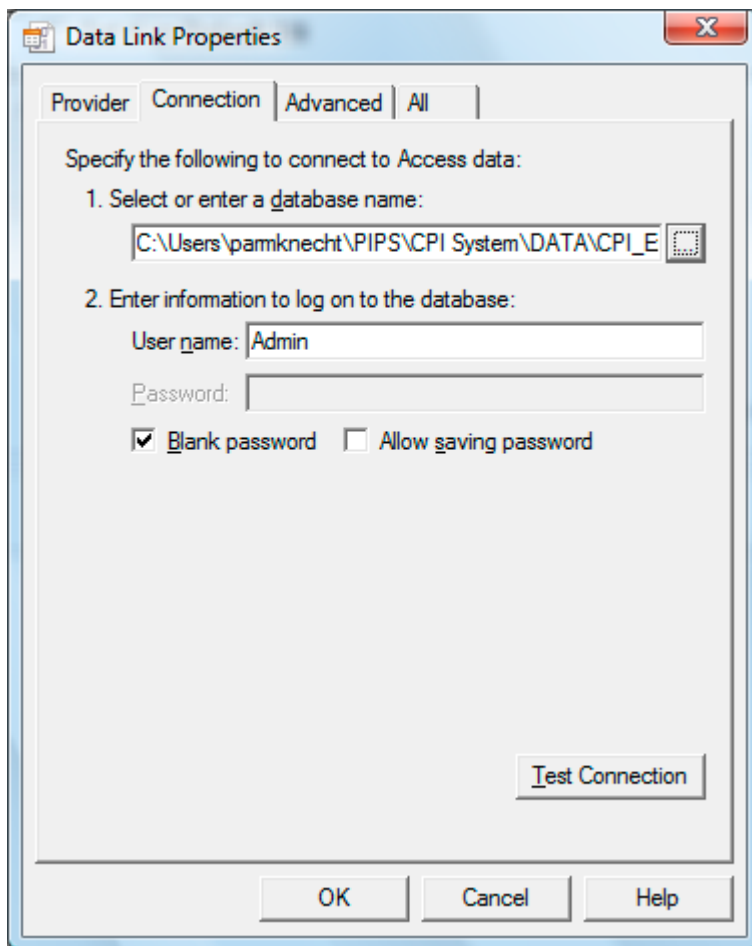 Data Link Properties
Provider Connection Advanced All
Specify the following to connect to Access data:
1. Select or enter a database name:
C:\Users\parmknecht\PIPS\CPI System\DATA\CPI_E ...
2. Enter information to log on to the database:
User name: Admin
Password:
Blank password Allow saving password
Test Connection
OK Cancel Help